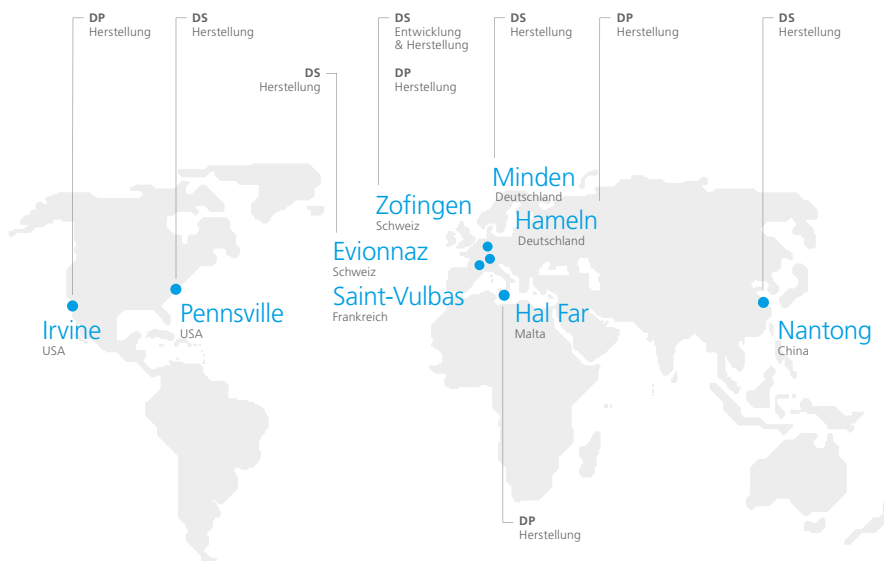 DP
Herstellung
DS
Herstellung
DS
Entwicklung
& Herstellung
DP
Herstellung
DS
Herstellung
DP
Herstellung
DS
Herstellung
DS
Herstellung
Minden
Deutschland
Zofingen
Schweiz
Hameln
Deutschland
Evionnaz
Schweiz
Saint-Vulbas
Frankreich
Pennsville
USA
Hal Far
Malta
Irvine
USA
Nantong
China
DP
Herstellung